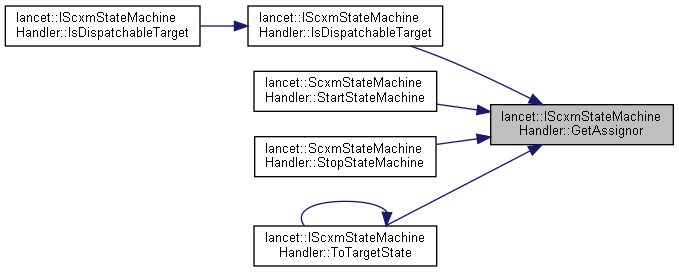 lancet::IScxmStateMachine
Handler::IsDispatchableTarget
lancet::IScxmStateMachine
Handler::IsDispatchableTarget
lancet::ScxmStateMachine
Handler::StartStateMachine
lancet::IScxmStateMachine
Handler::GetAssignor
lancet::ScxmStateMachine
Handler::StopStateMachine
lancet::IScxmStateMachine
Handler::ToTargetState